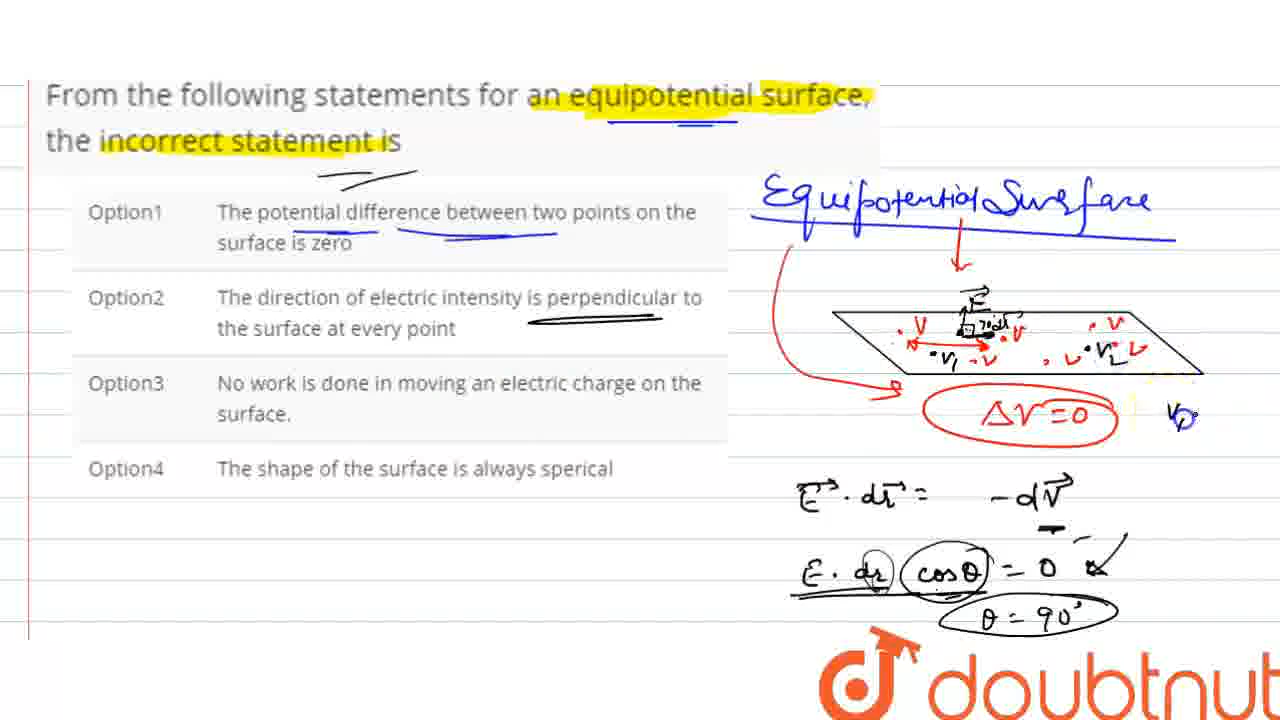 From the following statements for an equipotential surface,
the incorrect statement is
Option1 The potential difference between two points on the
surface is zero
Option2 The direction of electric intensity is perpendicular to
the surface at every point
Option3 No work is done in moving an electric charge on the
surface.
Option4 The shape of the surface is always sperical
Equipotential Surface
E
V V V V V V V
V₁ V₂
ΔV = 0
V₁
E⃗ · dr⃗ = -dV⃗
E · dr cosθ = 0
θ = 90°
doubtnut